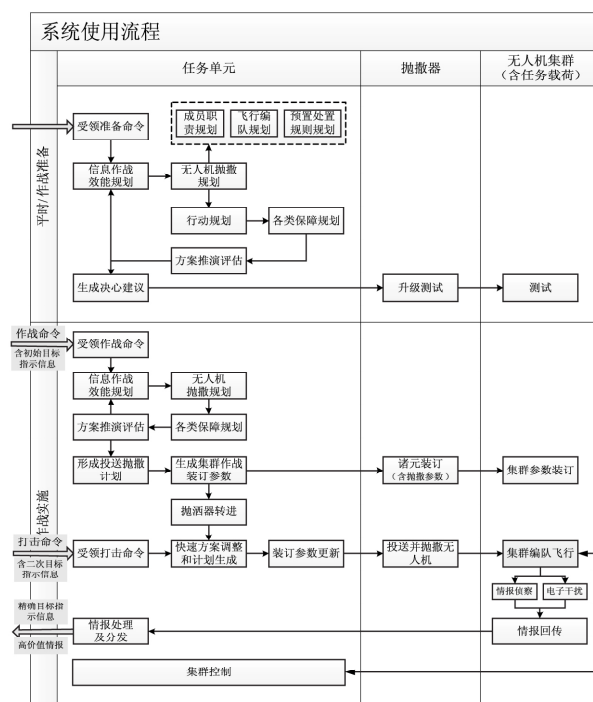 系统使用流程
任务单元
抛撒器
无人机集群
(含任务载荷)
平时/作战准备
受领准备命令
成员职
责规划
飞行编
队规划
预置处置
规则规划
信息作战
效能规划
无人机抛撒
规划
行动规划
各类保障规划
方案推演评估
生成决心建议
升级测试
测试
作战实施
作战命令
含初始目标
指示信息
受领作战命令
信息作战
效能规划
无人机
抛撒规划
方案推演评估
各类保障规划
形成投送抛撒
计划
生成集群作战
装订参数
诸元装订
(含抛撒参数)
集群参数装订
抛洒器转进
打击命令
含二次目标
指示信息
受领打击命令
快速方案调整
和计划生成
装订参数更新
投送并抛撒无
人机
集群编队飞行
情报侦察
电子干扰
精确目标指
示信息
高价值情报
情报处理
及分发
情报回传
集群控制